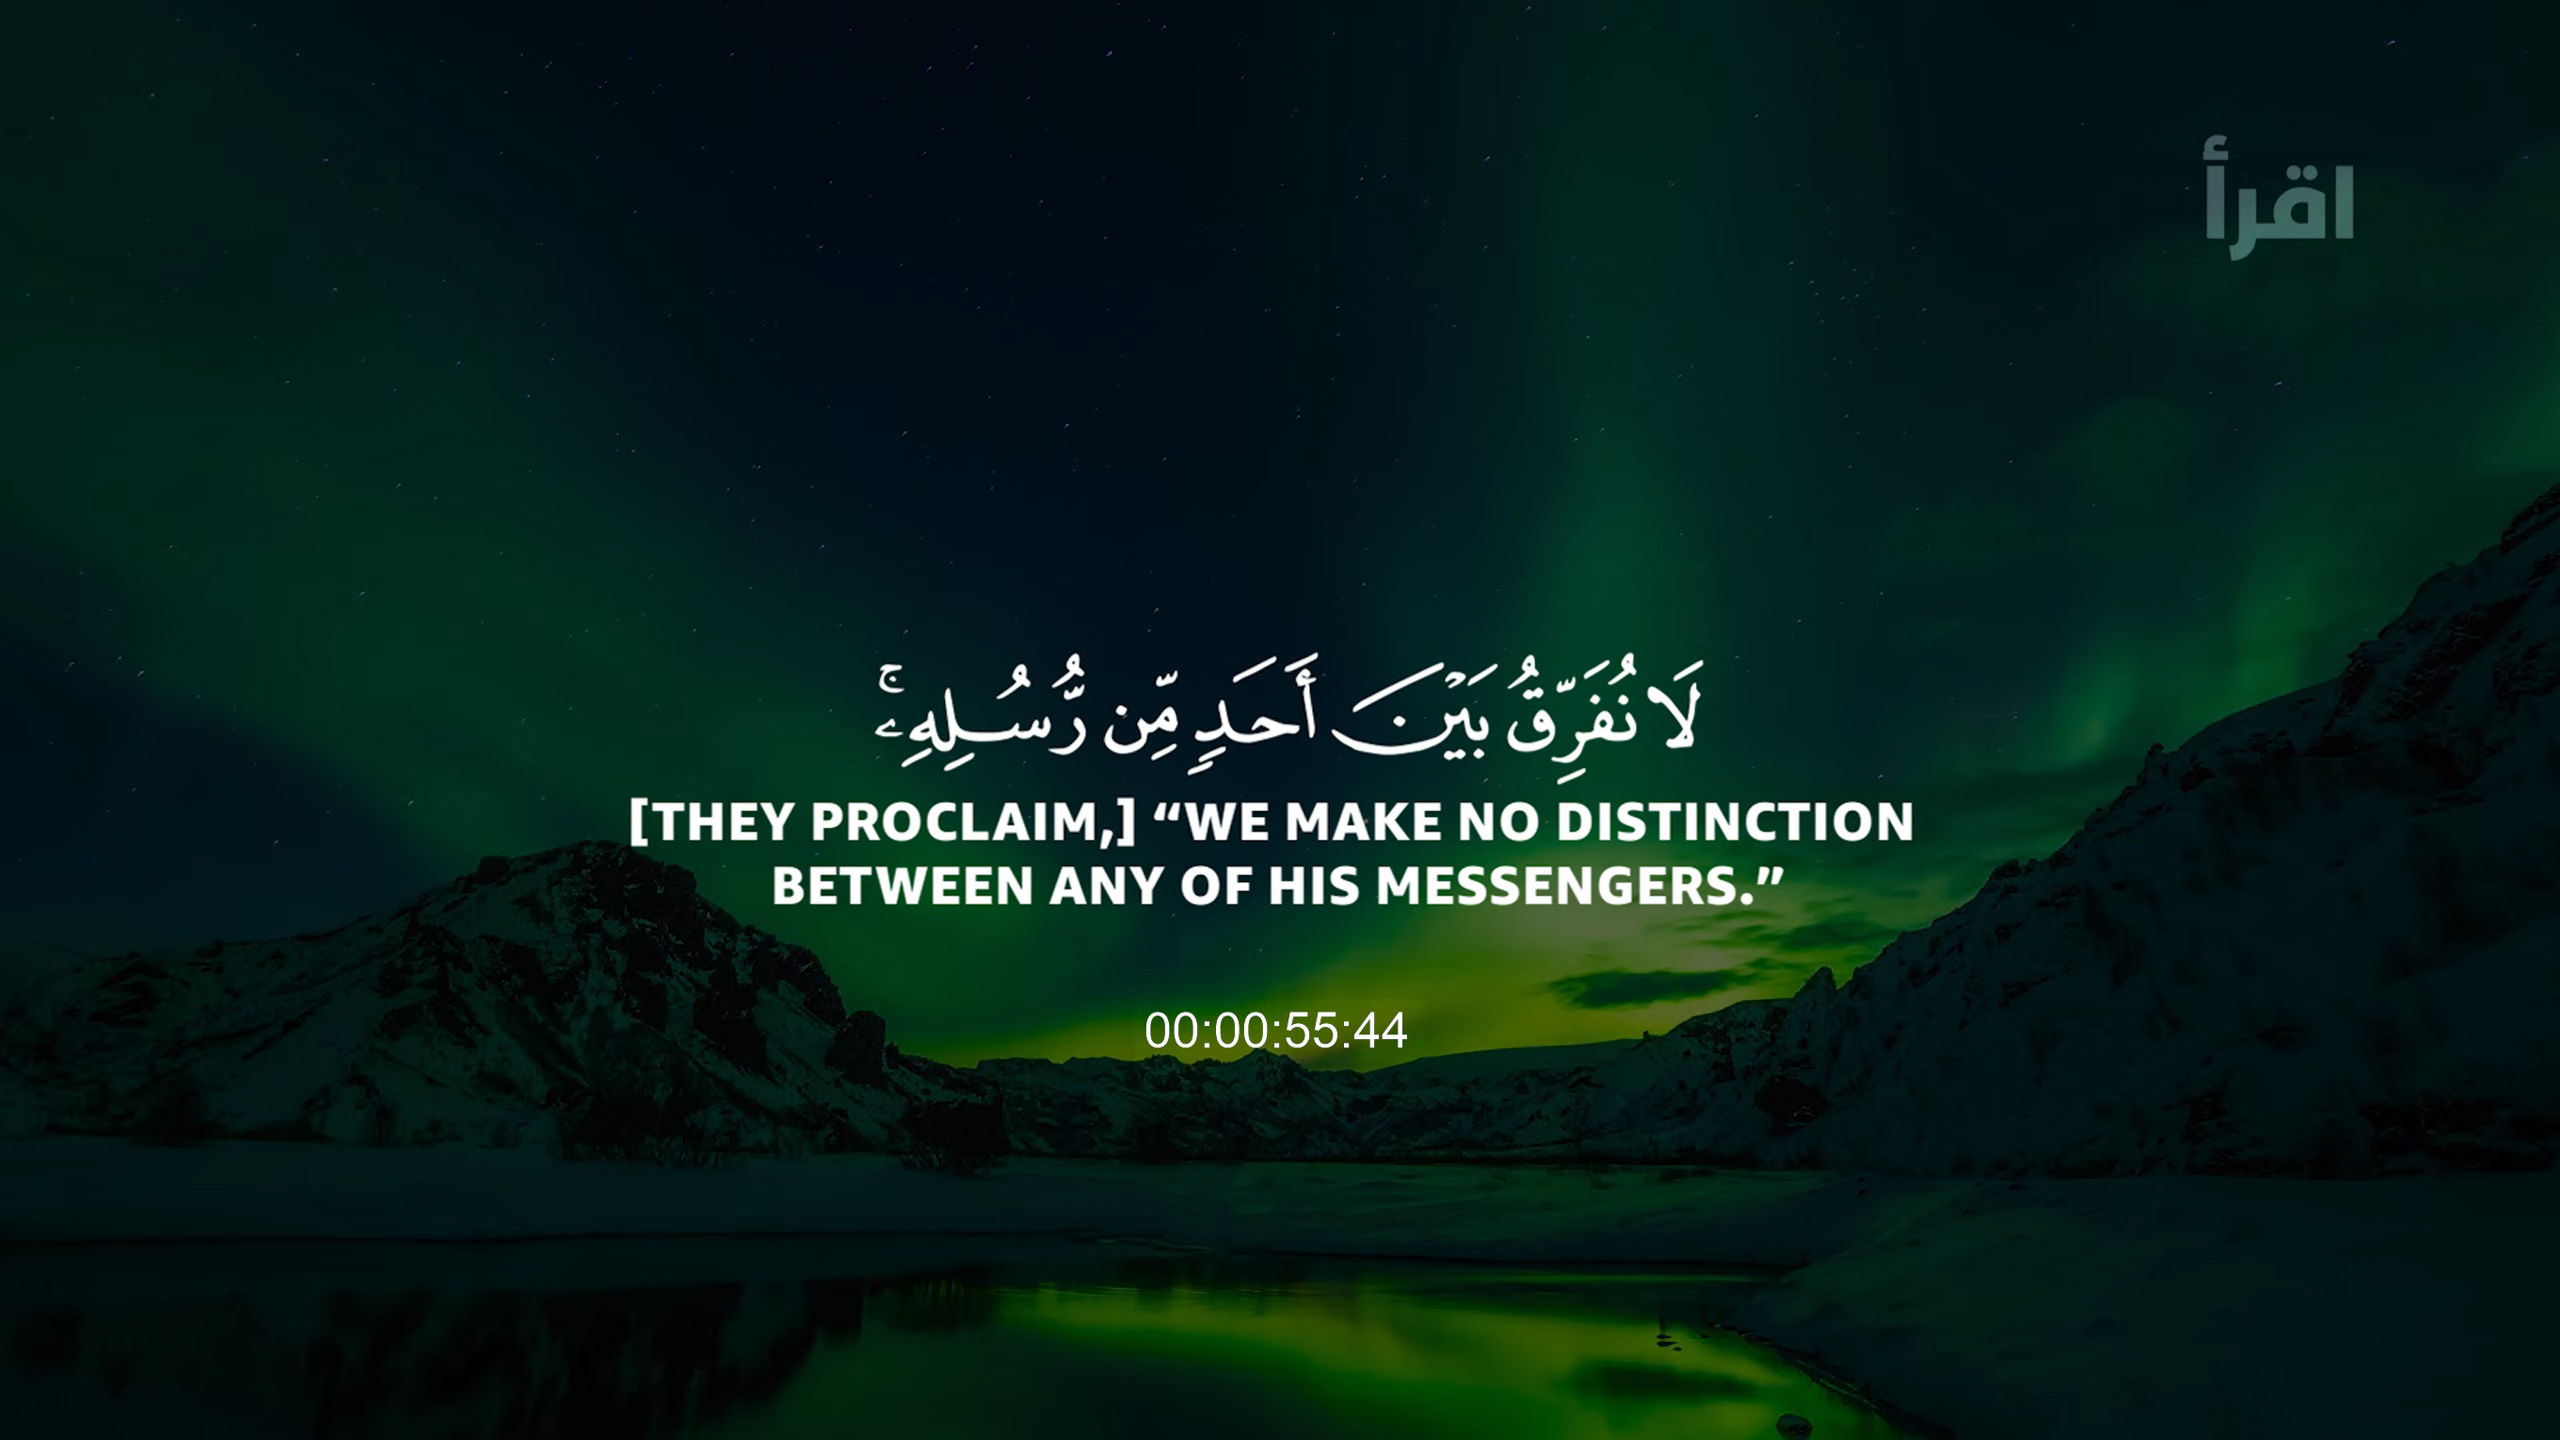 اقرأ
لَا نُفَرِّقُ بَيْنَ أَحَدٍ مِّن رُّسُلِهِۦ ۚ
[THEY PROCLAIM,] “WE MAKE NO DISTINCTION
BETWEEN ANY OF HIS MESSENGERS.”
00:00:55:44